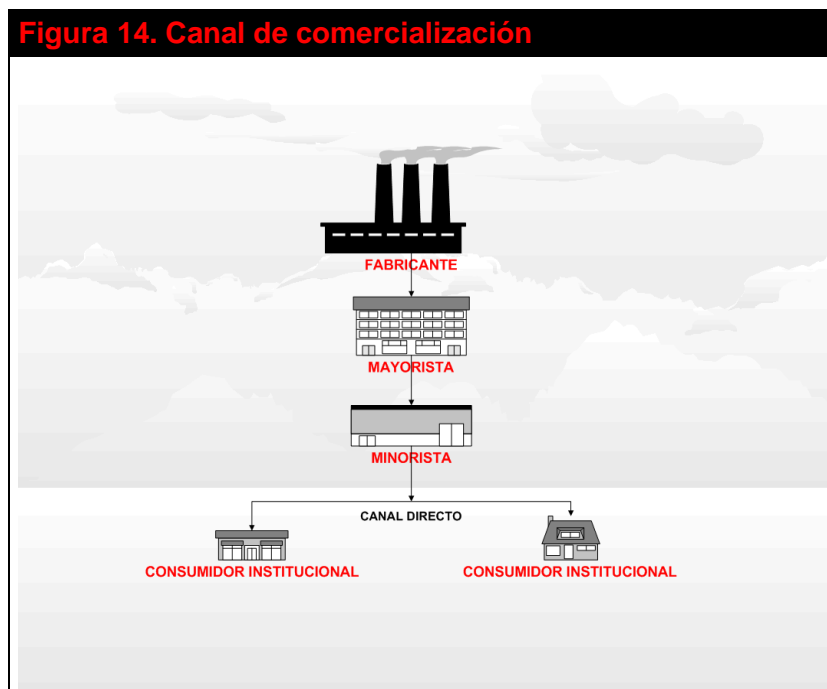 Figura 14. Canal de comercialización
FABRICANTE
MAYORISTA
MINORISTA
CANAL DIRECTO
CONSUMIDOR INSTITUCIONAL
CONSUMIDOR INSTITUCIONAL